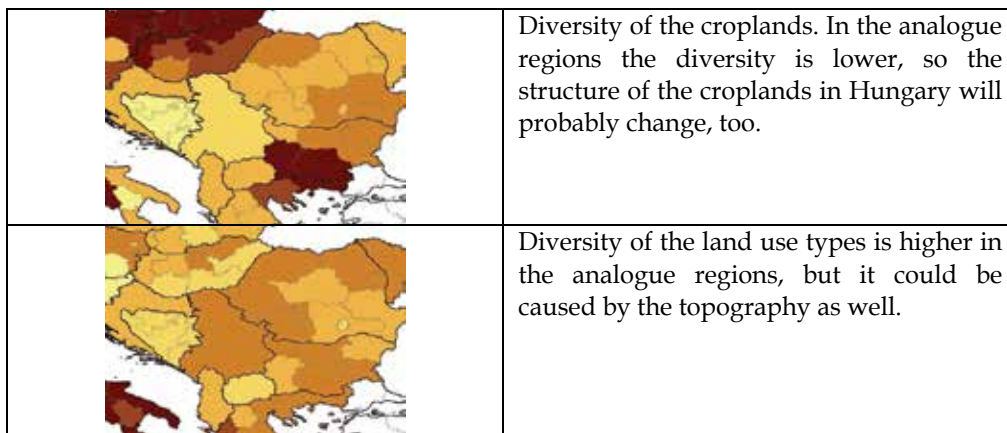 Diversity of the croplands. In the analogue
regions the diversity is lower, so the
structure of the croplands in Hungary will
probably change, too.
Diversity of the land use types is higher in
the analogue regions, but it could be
caused by the topography as well.